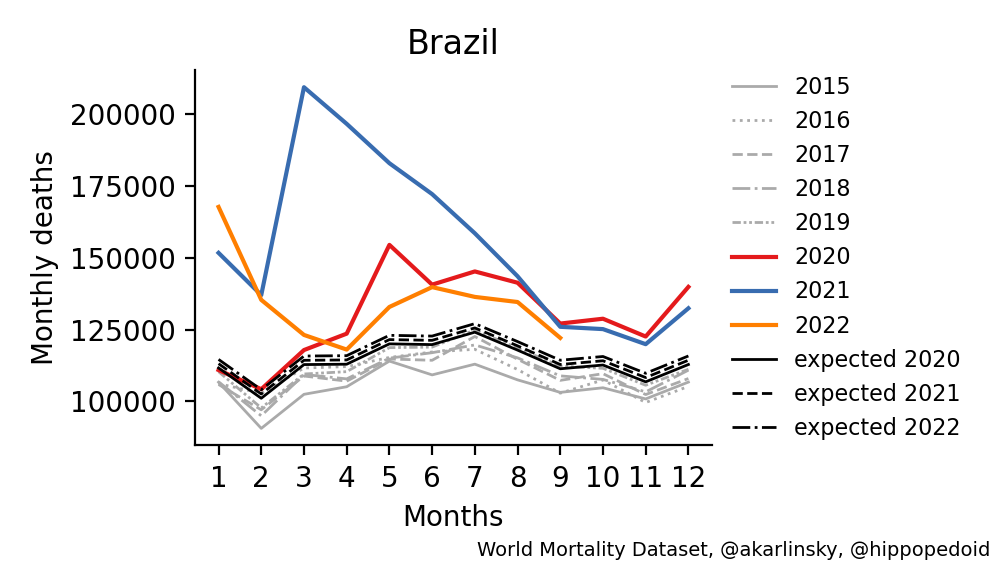 Brazil
200000
175000
150000
125000
100000
Monthly deaths
1 2 3 4 5 6 7 8 9 10 11 12
Months
2015
2016
2017
2018
2019
2020
2021
2022
expected 2020
expected 2021
expected 2022
World Mortality Dataset, @akarlinsky, @hippopedoid